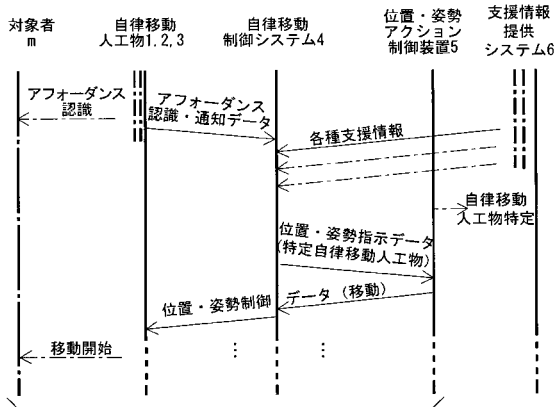 対象者
m
自律移動
人工物1、2、3
自律移動
制御システム4
位置・姿勢
アクション
制御装置5
支援情報
提供
システム6
アフォーダンス
認識
アフォーダンス
認識・通知データ
各種支援情報
自律移動
人工物特定
位置・姿勢指示データ
(特定自律移動人工物)
データ (移動)
位置・姿勢制御
移動開始